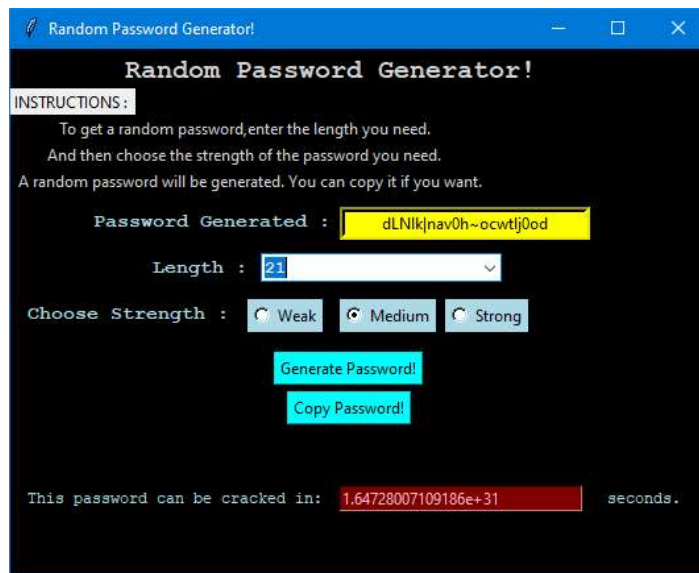 Random Password Generator!
Random Password Generator!
INSTRUCTIONS :
To get a random password,enter the length you need.
And then choose the strength of the password you need.
A random password will be generated. You can copy it if you want.
Password Generated : dLNlk|nav0h~ocwtlj0od
Length : 21
Choose Strength : Weak Medium Strong
Generate Password!
Copy Password!
This password can be cracked in: 1.64728007109186e+31 seconds.